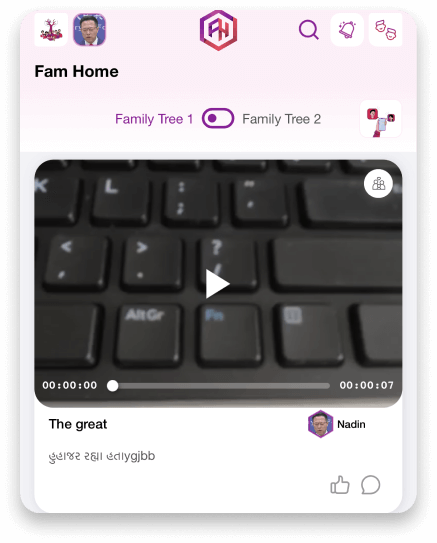 FH
Fam Home
Family Tree 1 Family Tree 2
K L : ; " '
< , > . ? /
AltGr Fn
00:00:00 00:00:07
The great Nadin
હુહાજર રહ્યા હતાygjbb